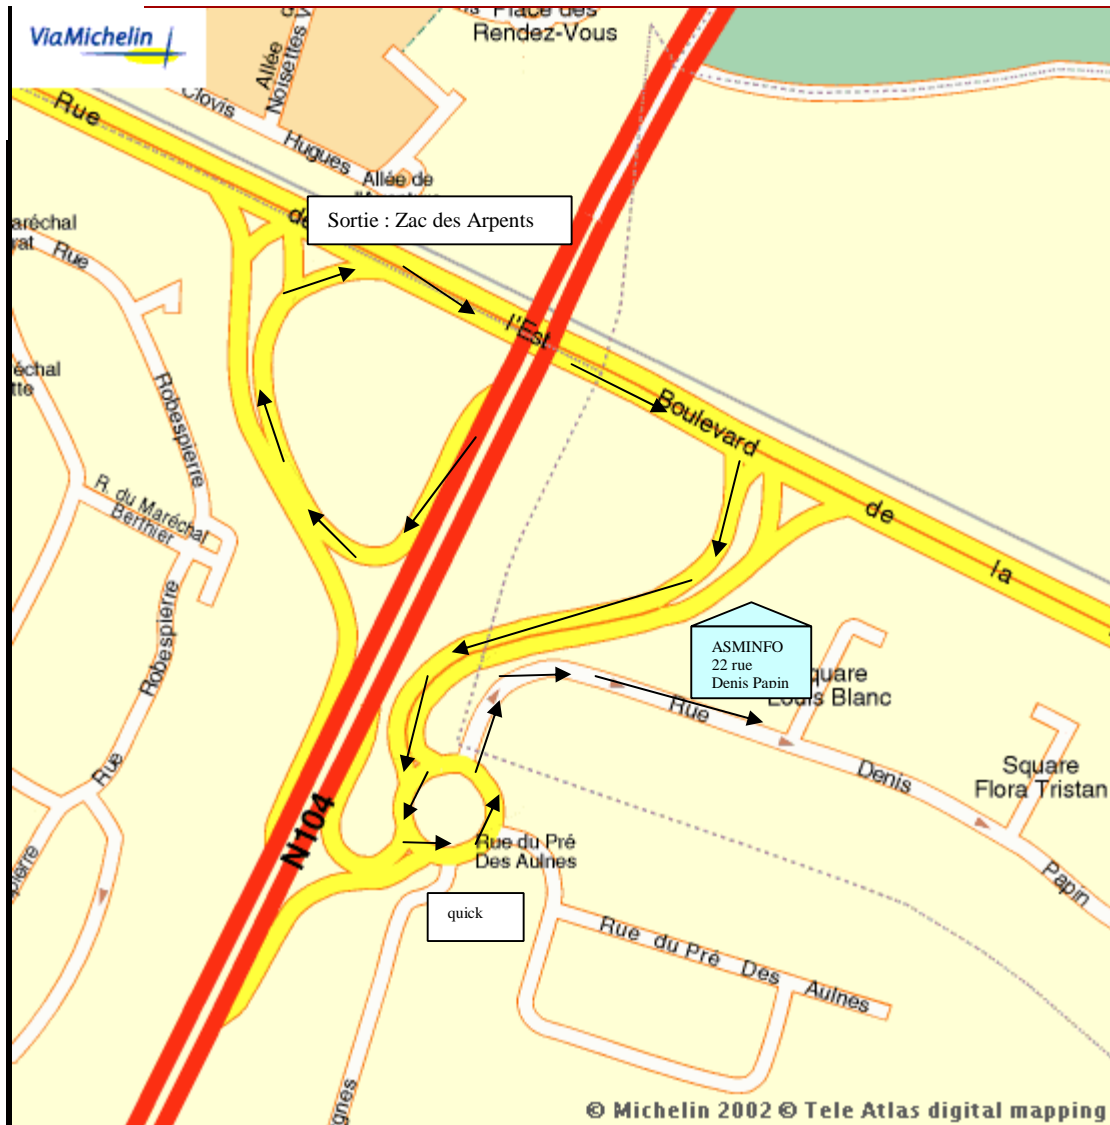 ViaMichelin
Place des
Rendez-Vous
Allée
Noisettes
Clovis
Hugues
Rue
Allée de
de
Sortie : Zac des Arpents
l'Est
Boulevard
de
la
Rue
Robespierre
R. du Maréchal
Berthier
Robespierre
Rue
ASMINFO
22 rue
Denis Papin
Louis Blanc
Rue
Denis
Papin
Square
Flora Tristan
N104
Rue du Pré
Des Aulnes
quick
Rue du Pré Des Aulnes
© Michelin 2002 © Tele Atlas digital mapping